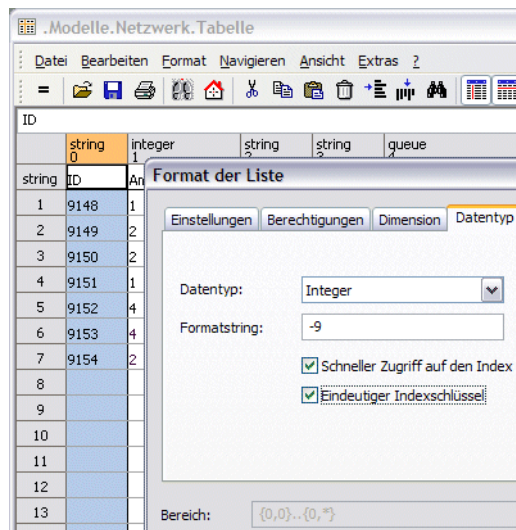 .Modelle.Netzwerk.Tabelle
Datei Bearbeiten Format Navigieren Ansicht Extras ?
ID
string integer string string queue
0 1
string ID
Format der Liste
1 9148 1
Einstellungen Berechtigungen Dimension Datentyp
2 9149 2
3 9150 2
4 9151 1
Datentyp: Integer
5 9152 4
Formatstring: -9
6 9153 4
7 9154 2
Schneller Zugriff auf den Index
8
Eindeutiger Indexschlüssel
9
10
11
12
13
Bereich: {0,0}..{0,*}